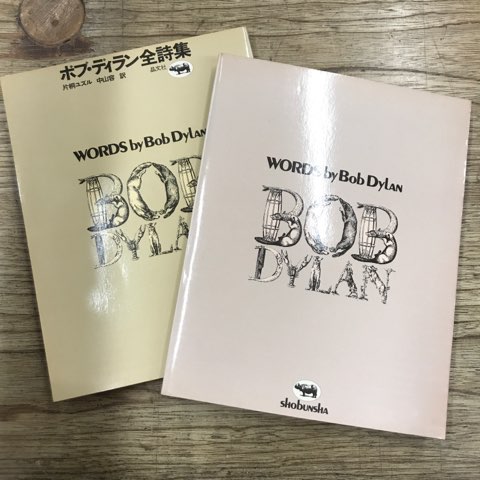 ボブ・ディラン全詩集
片桐ユズル 中山容 訳
晶文社
WORDS by Bob Dylan
BOB
DYLAN
WORDS by Bob Dylan
BOB
DYLAN
shobunsha